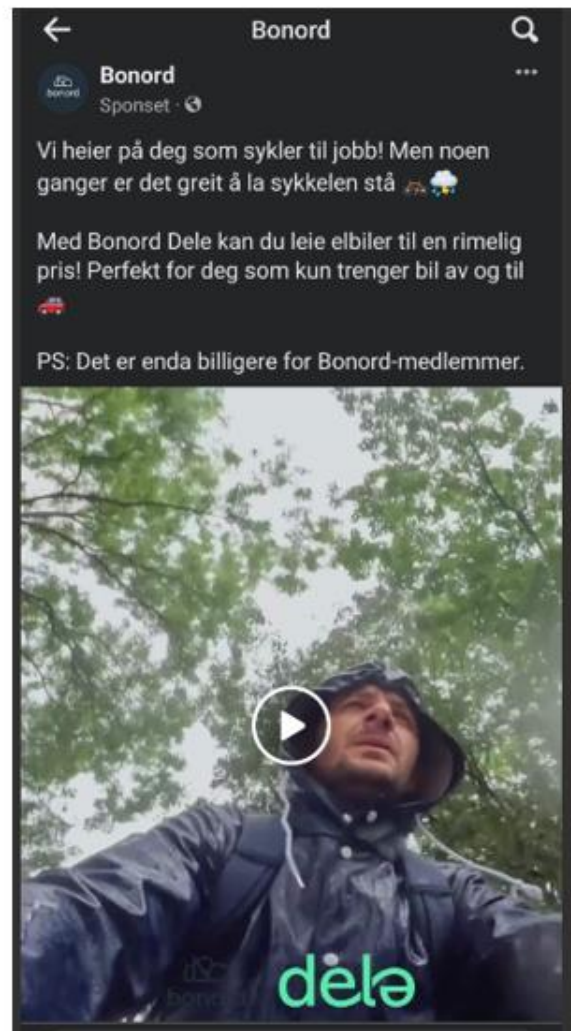 Bonord
bonord
Bonord
Sponset ·
Vi heier på deg som sykler til jobb! Men noen
ganger er det greit å la sykkelen stå 🚲⛈️
Med Bonord Dele kan du leie elbiler til en rimelig
pris! Perfekt for deg som kun trenger bil av og til
🚗
PS: Det er enda billigere for Bonord-medlemmer.
bonord
dele